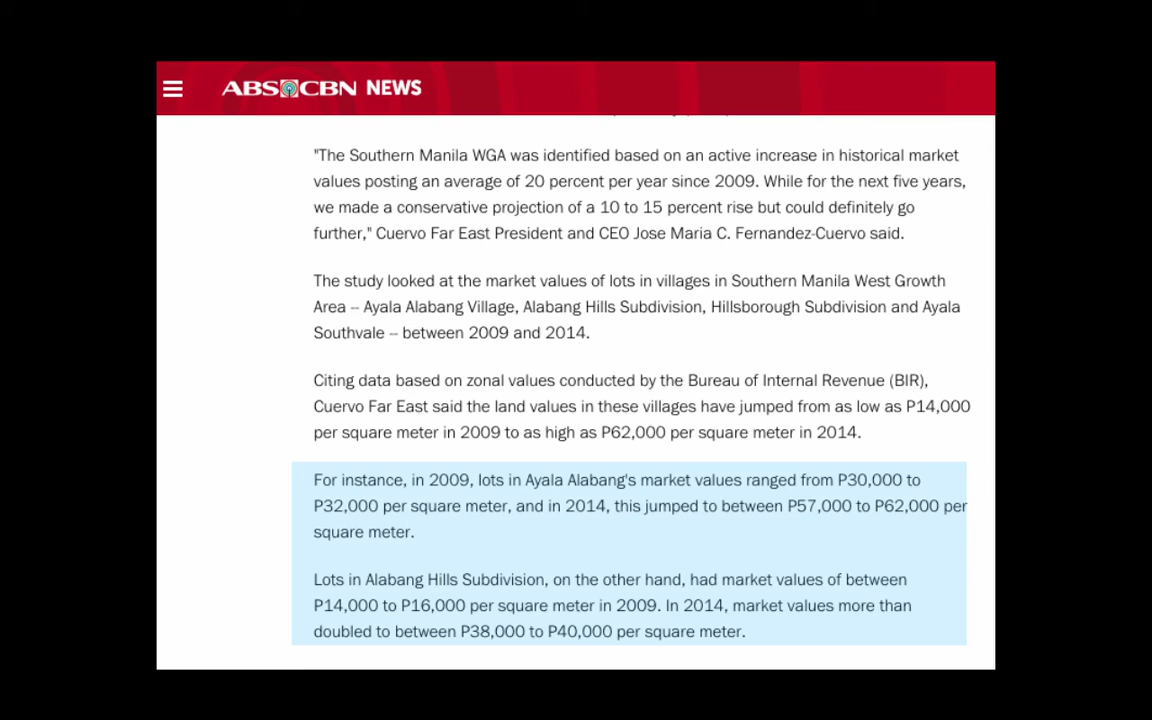 ABS CBN NEWS
"The Southern Manila WGA was identified based on an active increase in historical market
values posting an average of 20 percent per year since 2009. While for the next five years,
we made a conservative projection of a 10 to 15 percent rise but could definitely go
further," Cuervo Far East President and CEO Jose Maria C. Fernandez-Cuervo said.
The study looked at the market values of lots in villages in Southern Manila West Growth
Area -- Ayala Alabang Village, Alabang Hills Subdivision, Hillsborough Subdivision and Ayala
Southvale -- between 2009 and 2014.
Citing data based on zonal values conducted by the Bureau of Internal Revenue (BIR),
Cuervo Far East said the land values in these villages have jumped from as low as P14,000
per square meter in 2009 to as high as P62,000 per square meter in 2014.
For instance, in 2009, lots in Ayala Alabang's market values ranged from P30,000 to
P32,000 per square meter, and in 2014, this jumped to between P57,000 to P62,000 per
square meter.
Lots in Alabang Hills Subdivision, on the other hand, had market values of between
P14,000 to P16,000 per square meter in 2009. In 2014, market values more than
doubled to between P38,000 to P40,000 per square meter.